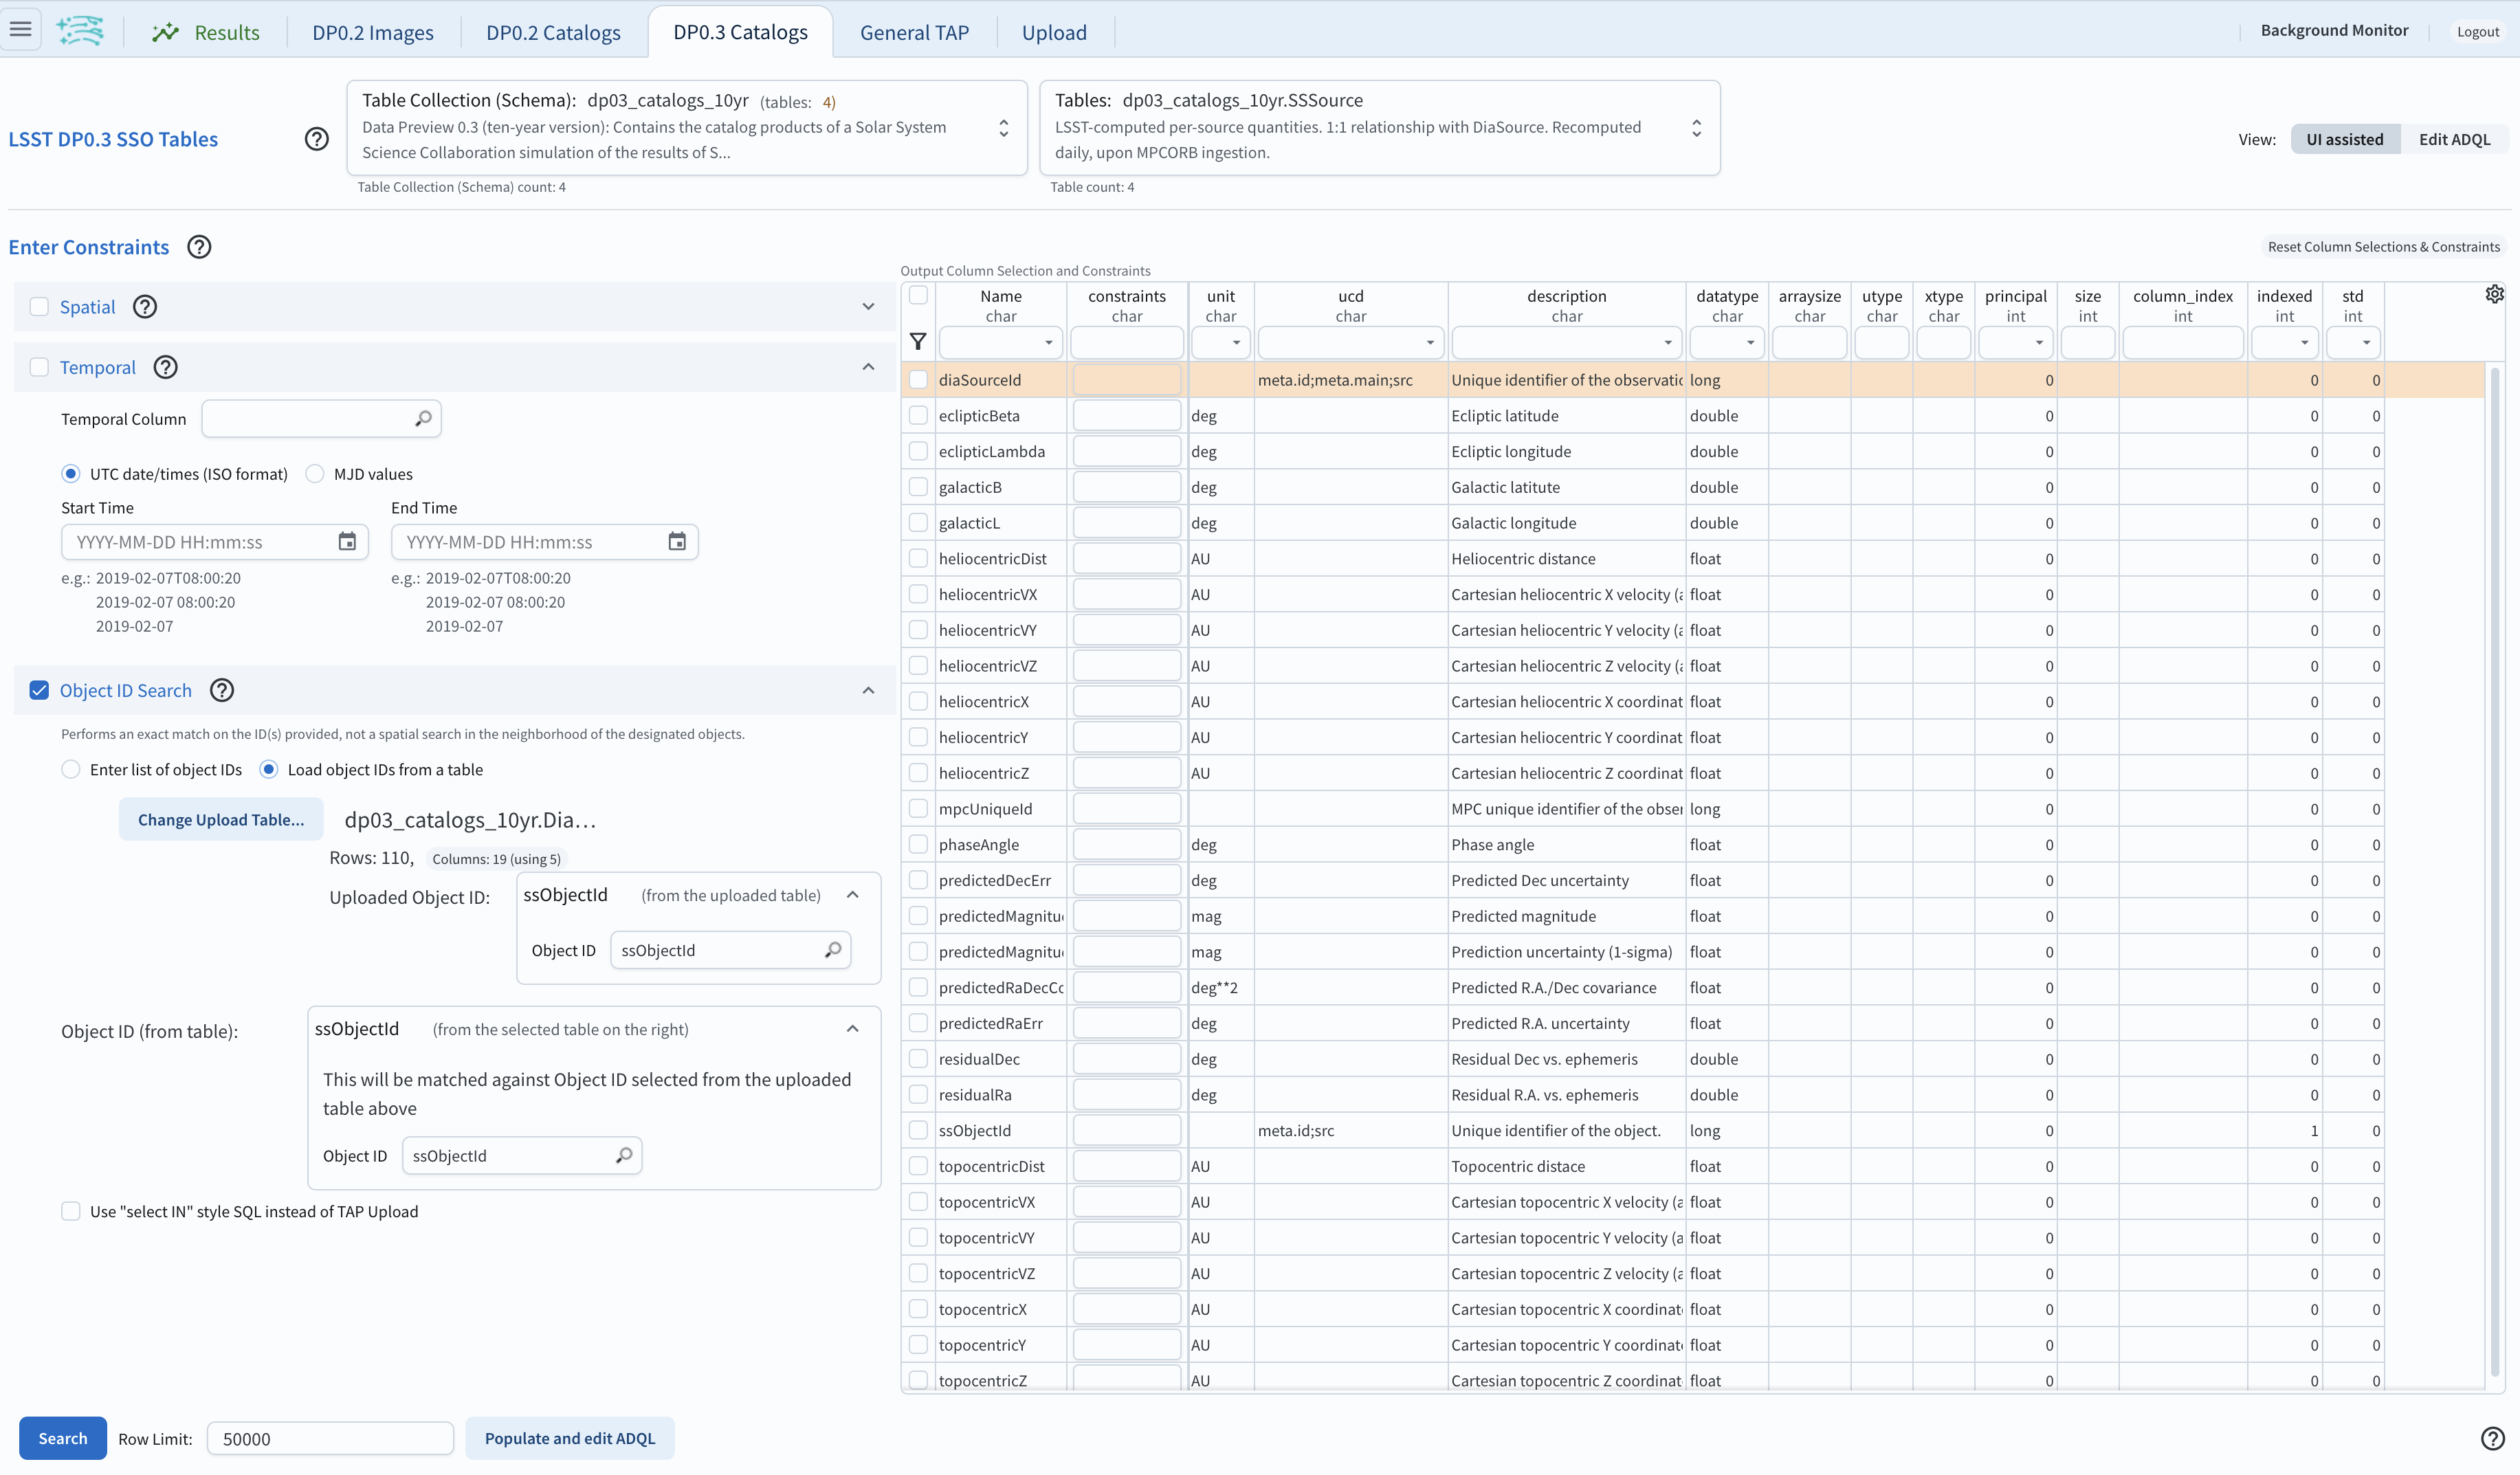 Results
DP0.2 Images
DP0.2 Catalogs
DP0.3 Catalogs
General TAP
Upload
Background Monitor
Logout
LSST DP0.3 SSO Tables
Table Collection (Schema): dp03_catalogs_10yr (tables: 4)
Data Preview 0.3 (ten-year version): Contains the catalog products of a Solar System
Science Collaboration simulation of the results of S...
Table Collection (Schema) count: 4
Tables: dp03_catalogs_10yr.SSSource
LSST-computed per-source quantities. 1:1 relationship with DiaSource. Recomputed
daily, upon MPCORB ingestion.
Table count: 4
View: UI assisted Edit ADQL
Enter Constraints
Reset Column Selections & Constraints
Spatial
Temporal
Temporal Column
UTC date/times (ISO format) MJD values
Start Time End Time
YYYY-MM-DD HH:mm:ss YYYY-MM-DD HH:mm:ss
e.g.: 2019-02-07T08:00:20 e.g.: 2019-02-07T08:00:20
2019-02-07 08:00:20 2019-02-07 08:00:20
2019-02-07 2019-02-07
Object ID Search
Performs an exact match on the ID(s) provided, not a spatial search in the neighborhood of the designated objects.
Enter list of object IDs Load object IDs from a table
Change Upload Table... dp03_catalogs_10yr.Dia...
Rows: 110, Columns: 19 (using 5)
Uploaded Object ID: ssObjectId (from the uploaded table)
Object ID ssObjectId
Object ID (from table): ssObjectId (from the selected table on the right)
This will be matched against Object ID selected from the uploaded
table above
Object ID ssObjectId
Use "select IN" style SQL instead of TAP Upload
Output Column Selection and Constraints
Name constraints unit ucd description datatype arraysize utype xtype principal size column_index indexed std
char char char char char char char char char int int int int int
diaSourceId meta.id;meta.main;src Unique identifier of the observatic long 0 0 0
eclipticBeta deg Ecliptic latitude double 0 0 0
eclipticLambda deg Ecliptic longitude double 0 0 0
galacticB deg Galactic latitute double 0 0 0
galacticL deg Galactic longitude double 0 0 0
heliocentricDist AU Heliocentric distance float 0 0 0
heliocentricVX AU Cartesian heliocentric X velocity (a float 0 0 0
heliocentricVY AU Cartesian heliocentric Y velocity (a float 0 0 0
heliocentricVZ AU Cartesian heliocentric Z velocity (a float 0 0 0
heliocentricX AU Cartesian heliocentric X coordinat float 0 0 0
heliocentricY AU Cartesian heliocentric Y coordinat float 0 0 0
heliocentricZ AU Cartesian heliocentric Z coordinat float 0 0 0
mpcUniqueId MPC unique identifier of the obser long 0 0 0
phaseAngle deg Phase angle float 0 0 0
predictedDecErr deg Predicted Dec uncertainty float 0 0 0
predictedMagnitu mag Predicted magnitude float 0 0 0
predictedMagnitu mag Prediction uncertainty (1-sigma) float 0 0 0
predictedRaDecCo deg**2 Predicted R.A./Dec covariance float 0 0 0
predictedRaErr deg Predicted R.A. uncertainty float 0 0 0
residualDec deg Residual Dec vs. ephemeris double 0 0 0
residualRa deg Residual R.A. vs. ephemeris double 0 0 0
ssObjectId meta.id;src Unique identifier of the object. long 0 1 0
topocentricDist AU Topocentric distace float 0 0 0
topocentricVX AU Cartesian topocentric X velocity (a float 0 0 0
topocentricVY AU Cartesian topocentric Y velocity (a float 0 0 0
topocentricVZ AU Cartesian topocentric Z velocity (a float 0 0 0
topocentricX AU Cartesian topocentric X coordinat float 0 0 0
topocentricY AU Cartesian topocentric Y coordinat float 0 0 0
topocentricZ AU Cartesian topocentric Z coordinat float 0 0 0
Search Row Limit: 50000 Populate and edit ADQL